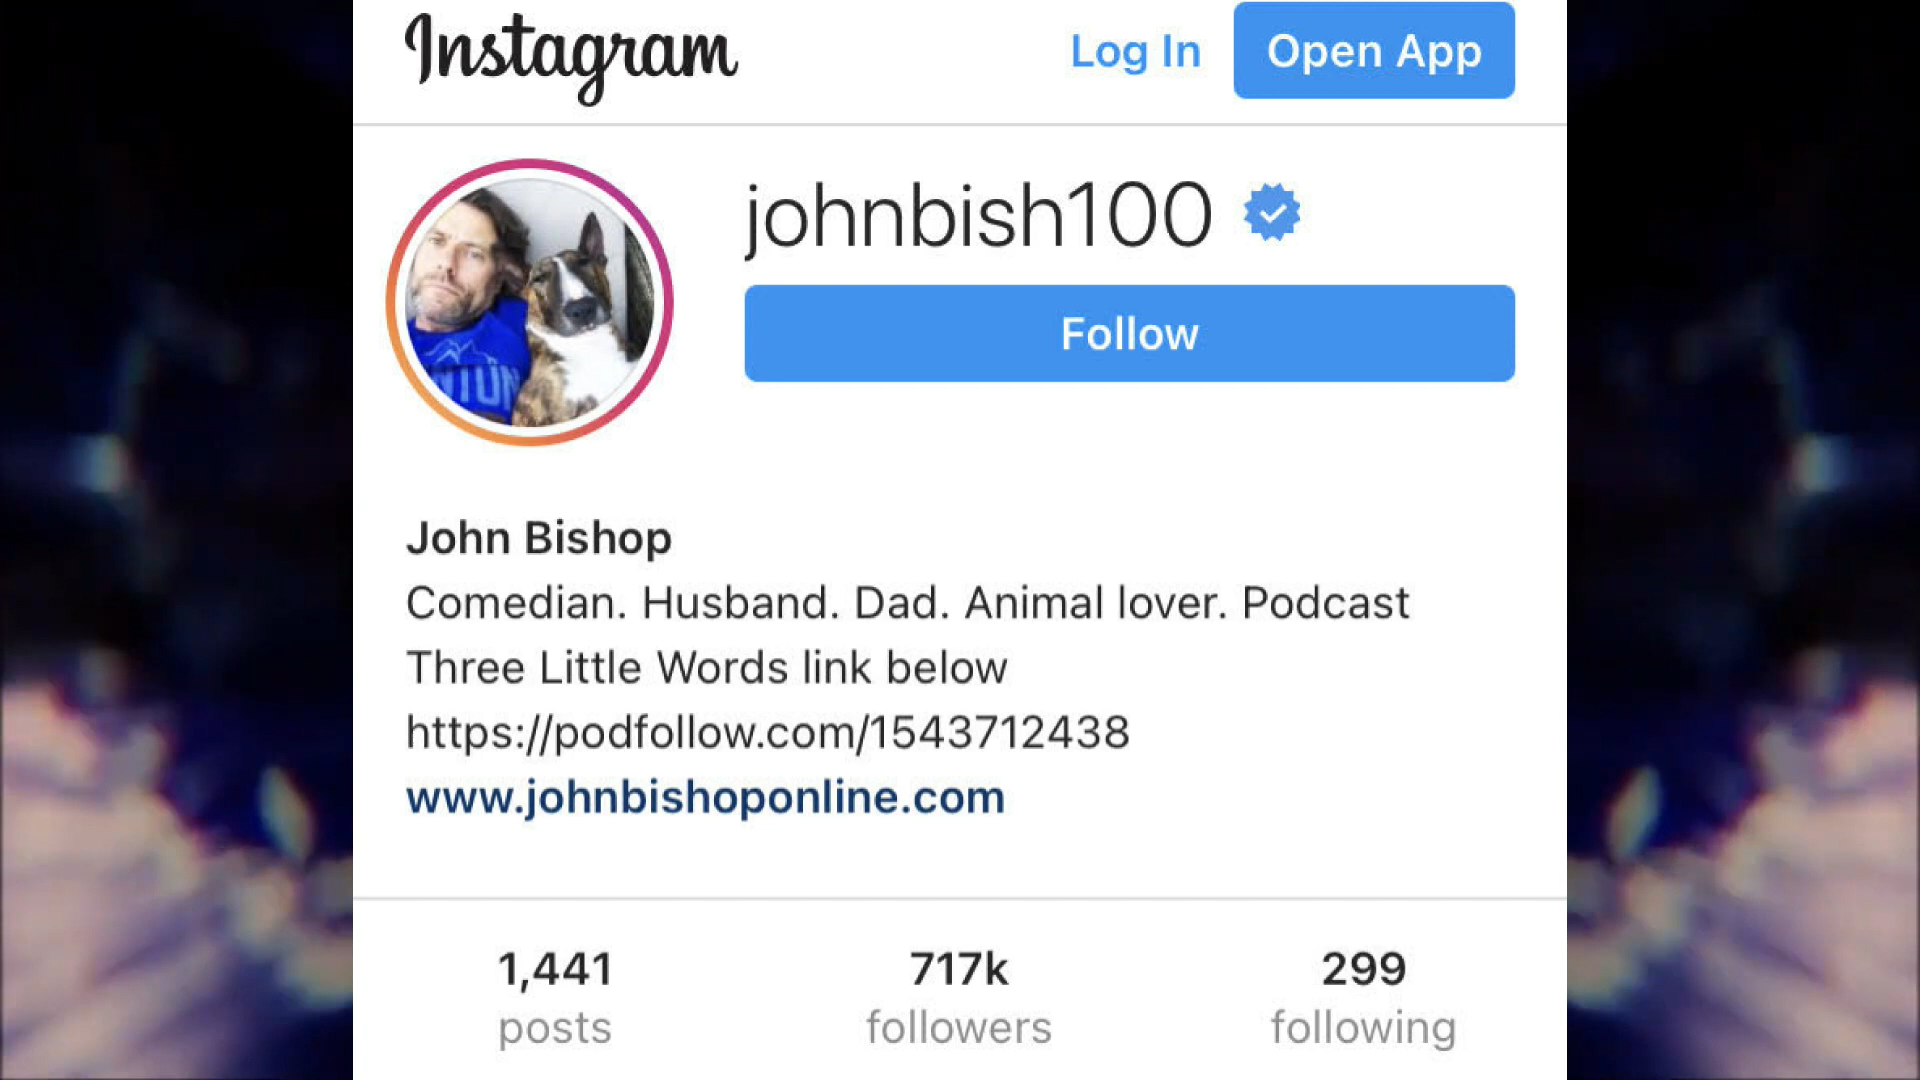 Instagram
Log In
Open App
johnbish100
Follow
John Bishop
Comedian. Husband. Dad. Animal lover. Podcast
Three Little Words link below
https://podfollow.com/1543712438
www.johnbishoponline.com
1,441
717k
299
posts
followers
following